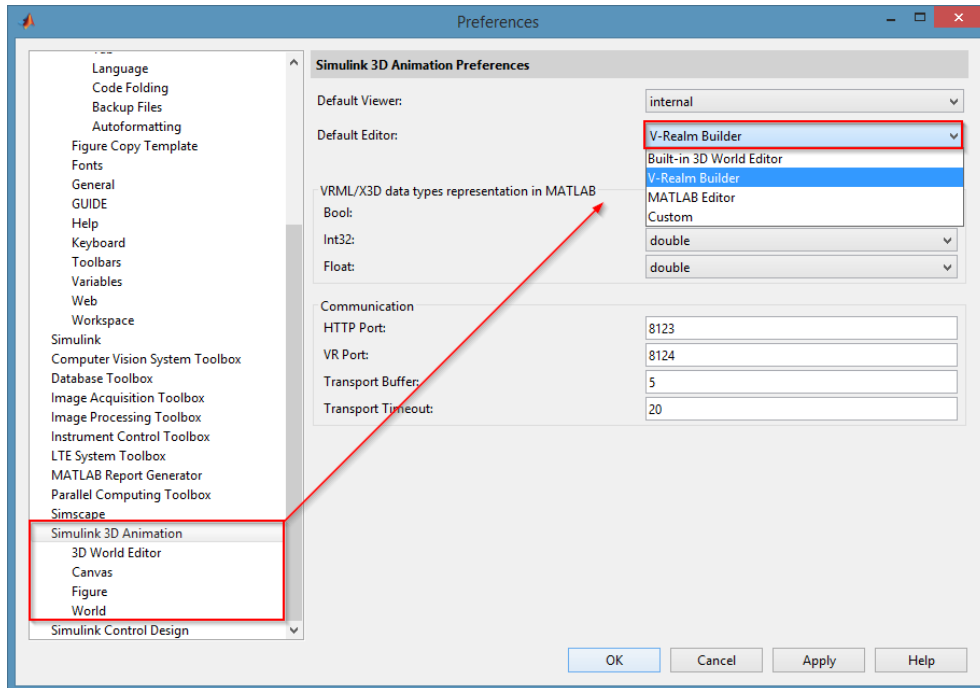 Preferences
Language
Code Folding
Backup Files
Autoformatting
Figure Copy Template
Fonts
General
GUIDE
Help
Keyboard
Toolbars
Variables
Web
Workspace
Simulink
Computer Vision System Toolbox
Database Toolbox
Image Acquisition Toolbox
Image Processing Toolbox
Instrument Control Toolbox
LTE System Toolbox
MATLAB Report Generator
Parallel Computing Toolbox
Simscape
Simulink 3D Animation
3D World Editor
Canvas
Figure
World
Simulink Control Design
Simulink 3D Animation Preferences
Default Viewer: internal
Default Editor: V-Realm Builder
Built-in 3D World Editor
V-Realm Builder
MATLAB Editor
Custom
VRML/X3D data types representation in MATLAB
Bool:
Int32: double
Float: double
Communication
HTTP Port: 8123
VR Port: 8124
Transport Buffer: 5
Transport Timeout: 20
OK Cancel Apply Help